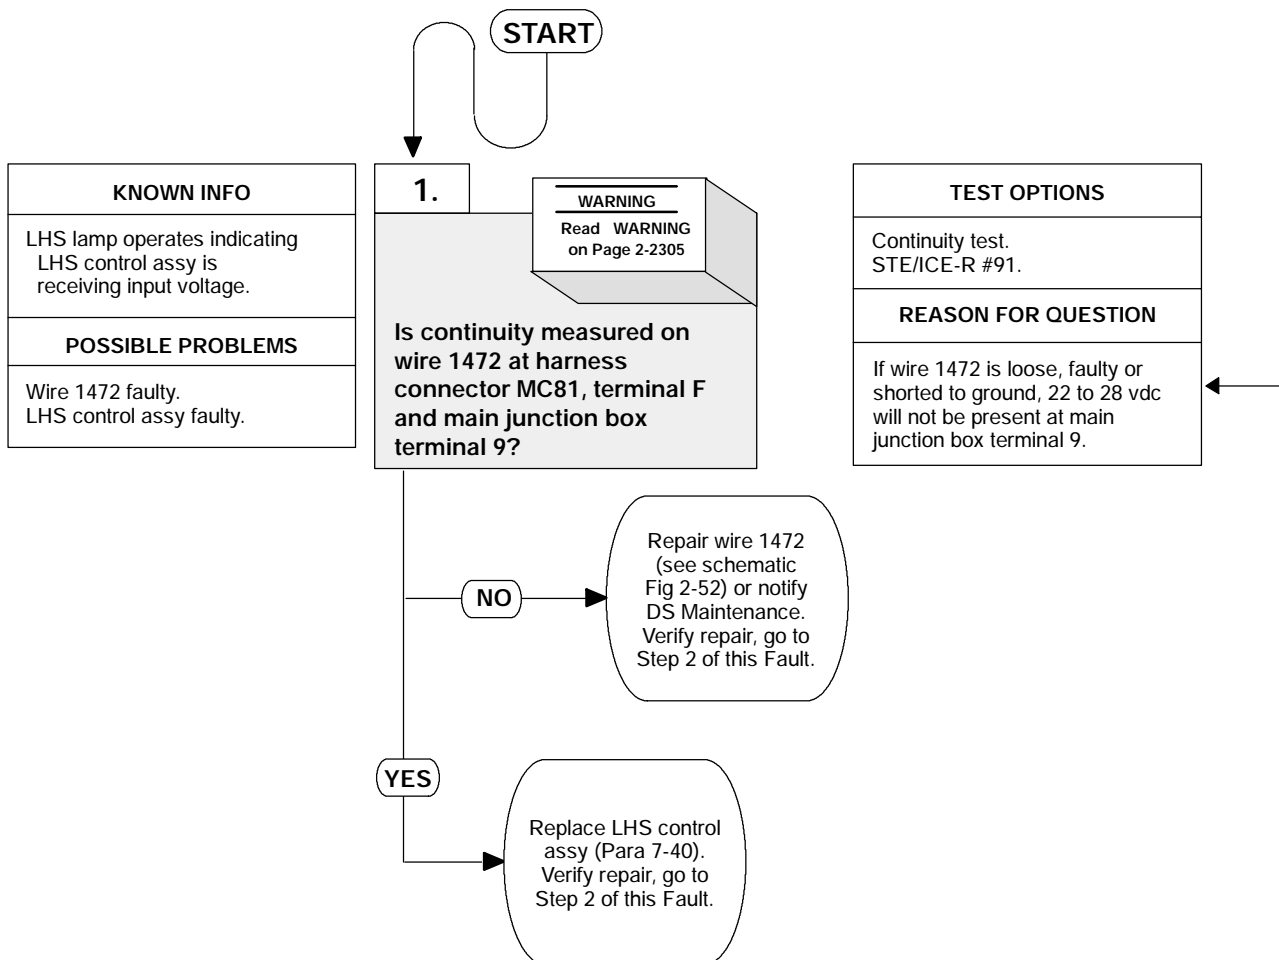 START
KNOWN INFO
LHS lamp operates indicating
LHS control assy is
receiving input voltage.
POSSIBLE PROBLEMS
Wire 1472 faulty.
LHS control assy faulty.
1.
WARNING
Read WARNING
on Page 2-2305
Is continuity measured on
wire 1472 at harness
connector MC81, terminal F
and main junction box
terminal 9?
TEST OPTIONS
Continuity test.
STE/ICE-R #91.
REASON FOR QUESTION
If wire 1472 is loose, faulty or
shorted to ground, 22 to 28 vdc
will not be present at main
junction box terminal 9.
NO
Repair wire 1472
(see schematic
Fig 2-52) or notify
DS Maintenance.
Verify repair, go to
Step 2 of this Fault.
YES
Replace LHS control
assy (Para 7-40).
Verify repair, go to
Step 2 of this Fault.